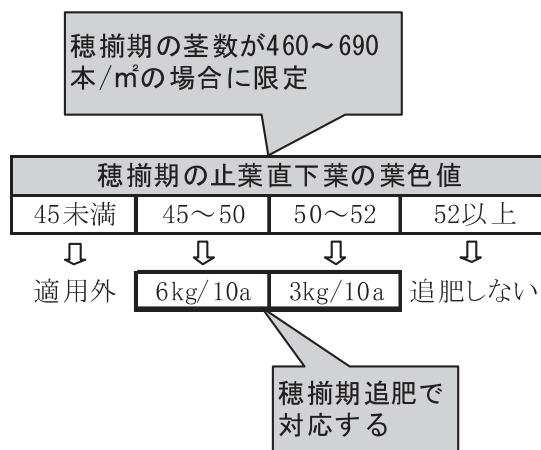 穂揃期の茎数が460～690
本/㎡の場合に限定
穂揃期の止葉直下葉の葉色値
45未満 45～50 50～52 52以上
⇩ ⇩ ⇩ ⇩
適用外 6kg/10a 3kg/10a 追肥しない
穂揃期追肥で
対応する